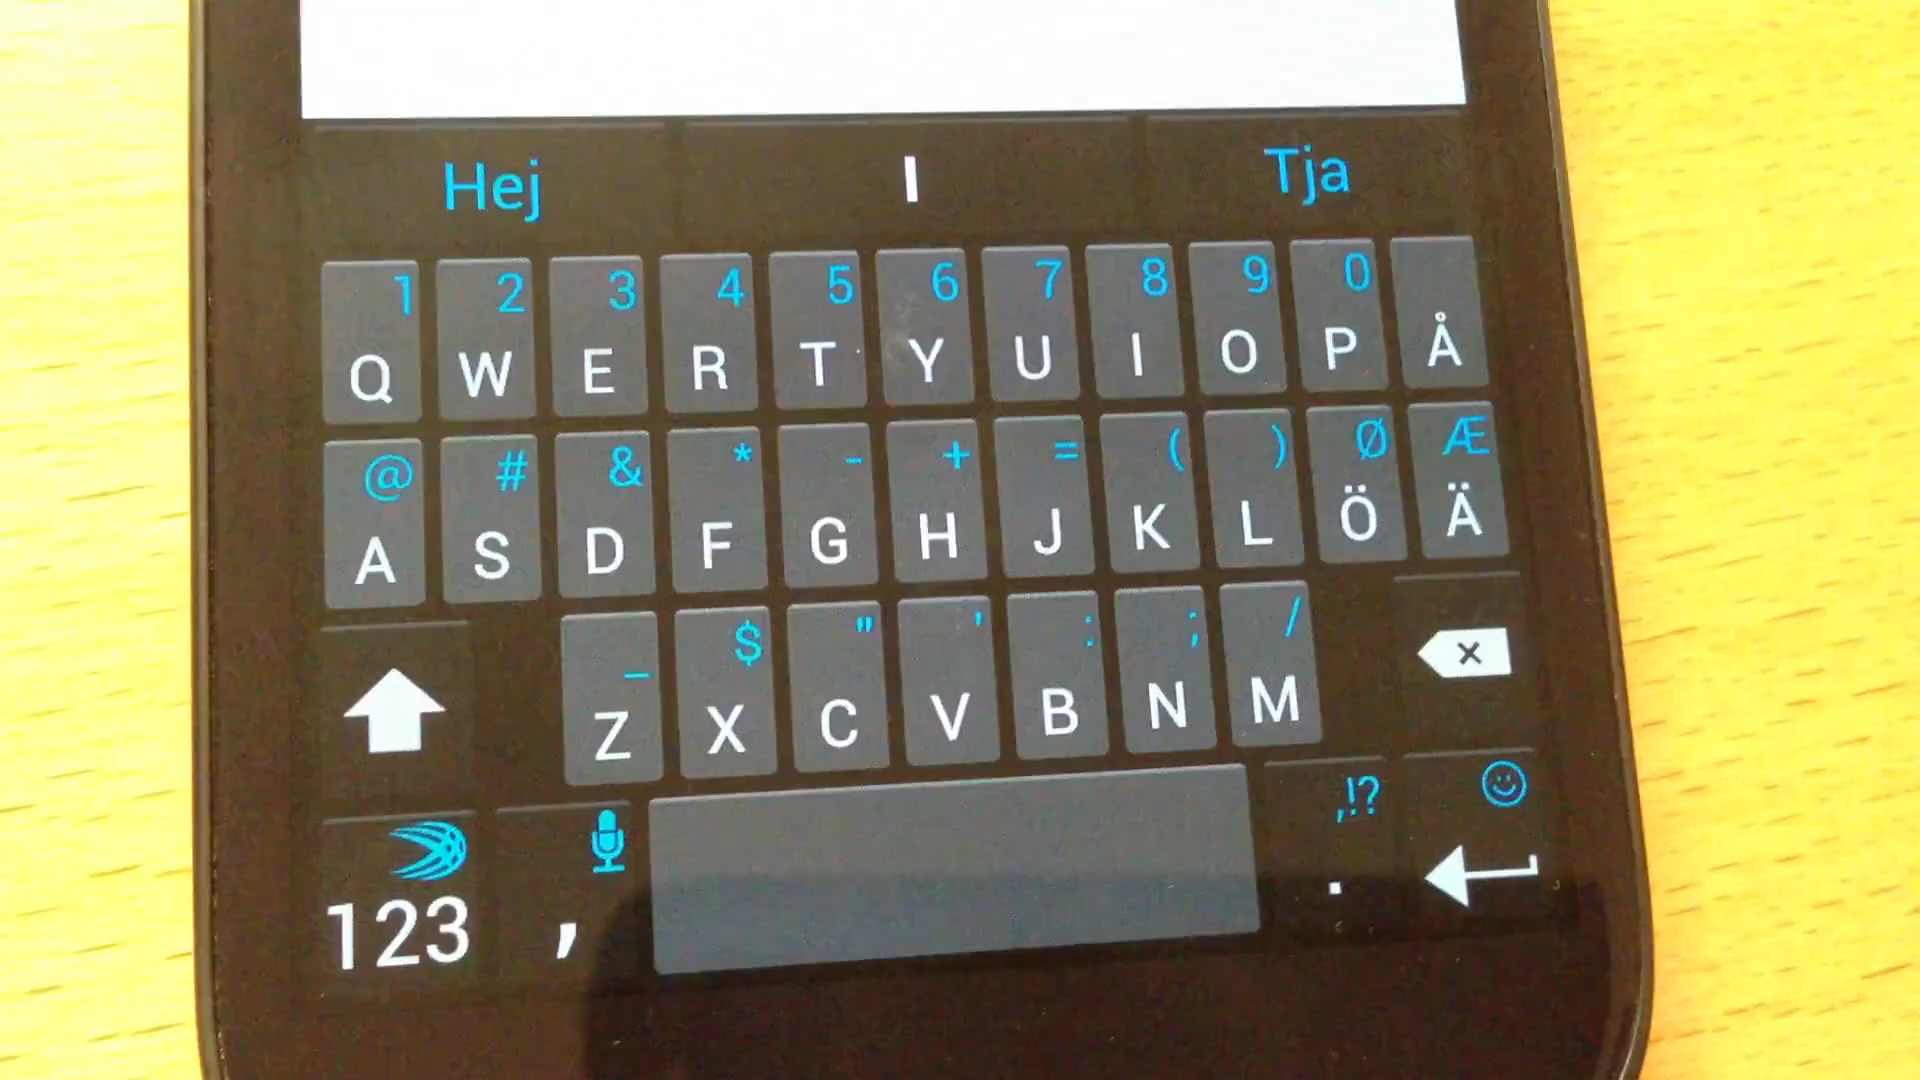 Hej I Tja
1 2 3 4 5 6 7 8 9 0
Q W E R T Y U I O P Å
@ # & * - + = ( ) Ø Æ
A S D F G H J K L Ö Ä
_ $ " ' : ; /
Z X C V B N M
,!?
123 , .